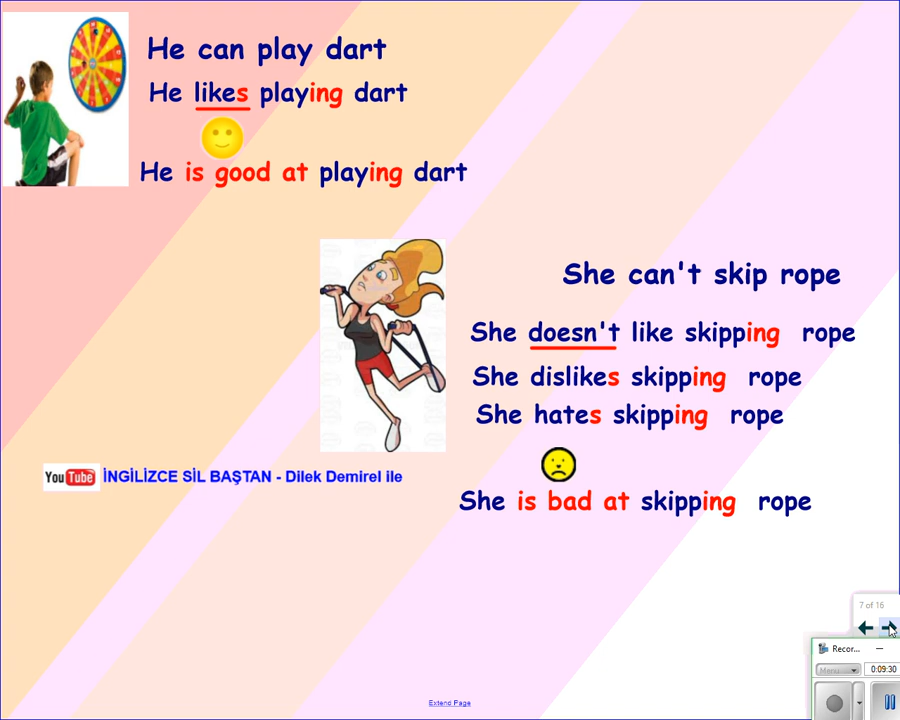 He can play dart
He likes playing dart
He is good at playing dart
She can't skip rope
She doesn't like skipping rope
She dislikes skipping rope
She hates skipping rope
She is bad at skipping rope
YouTube İNGİLİZCE SİL BAŞTAN - Dilek Demirel ile
7 of 16
Recor...
Menu
0:09:30
Extend Page